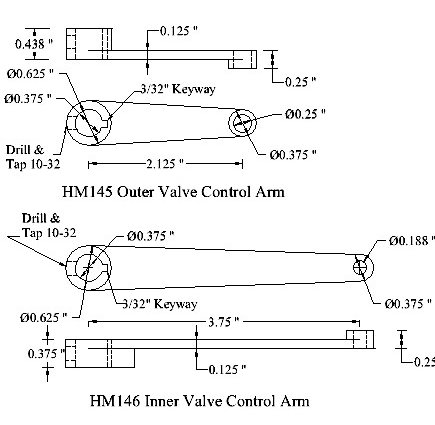 0.125 "
0.438 "
0.25 "
Ø0.625 "
3/32" Keyway
Ø0.375 "
Ø0.25 "
Drill &
Tap 10-32
2.125 "
Ø0.375 "
HM145 Outer Valve Control Arm
Drill &
Tap 10-32
Ø0.375 "
Ø0.188 "
3/32" Keyway
Ø0.375 "
Ø0.625 "
3.75 "
0.375 "
0.125 "
0.25
HM146 Inner Valve Control Arm